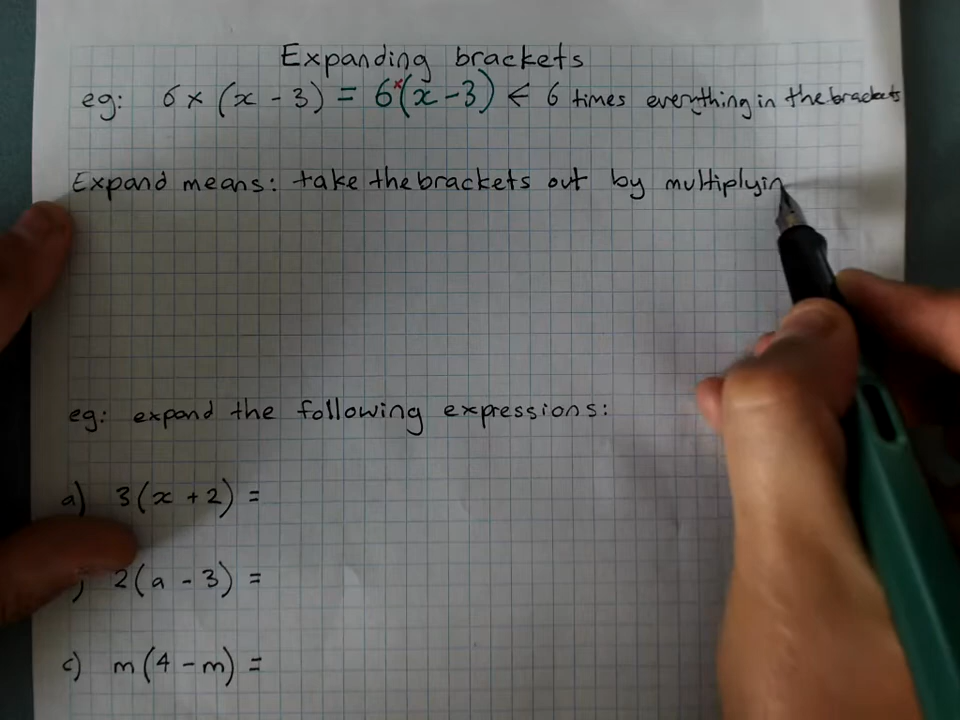 Expanding brackets
eg: 6 × (x - 3) = 6×(x - 3) ← 6 times everything in the brackets
Expand means: take the brackets out by multiplyin
eg: expand the following expressions:
a) 3(x + 2) =
) 2(a - 3) =
c) m(4 - m) =